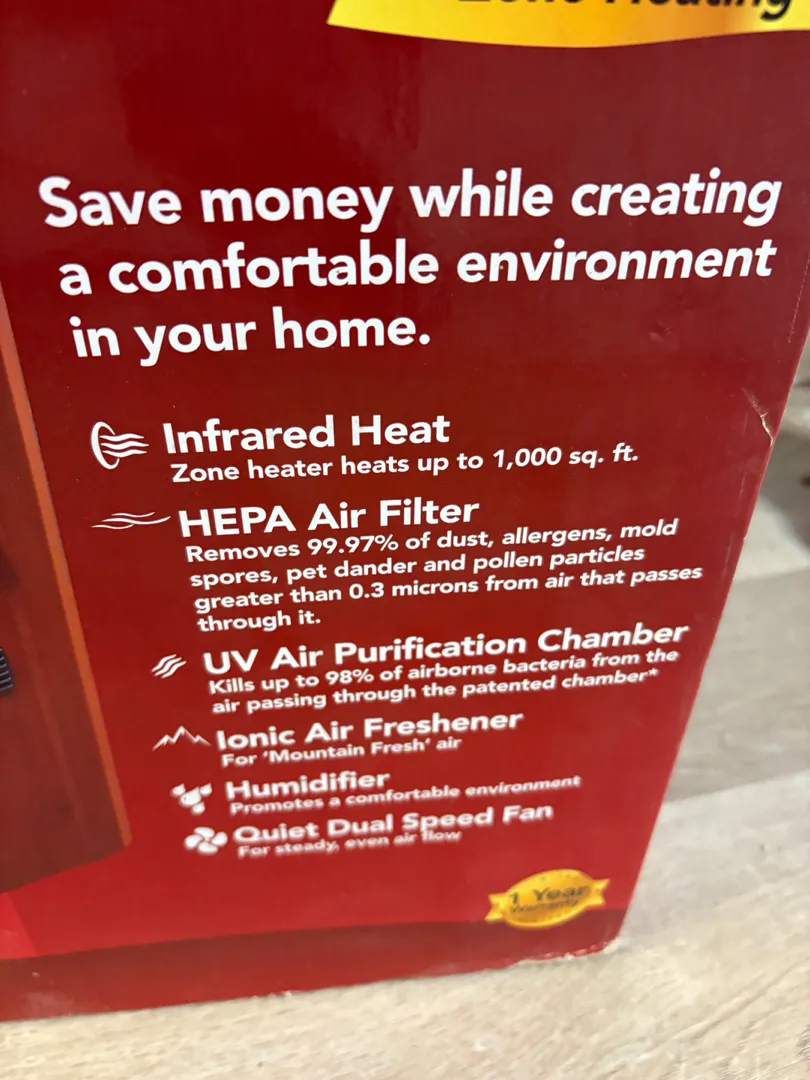 Zone Heating
Save money while creating
a comfortable environment
in your home.
Infrared Heat
Zone heater heats up to 1,000 sq. ft.
HEPA Air Filter
Removes 99.97% of dust, allergens, mold
spores, pet dander and pollen particles
greater than 0.3 microns from air that passes
through it.
UV Air Purification Chamber
Kills up to 98% of airborne bacteria from the
air passing through the patented chamber*
Ionic Air Freshener
For 'Mountain Fresh' air
Humidifier
Promotes a comfortable environment
Quiet Dual Speed Fan
For steady, even air flow
1 Year
Warranty